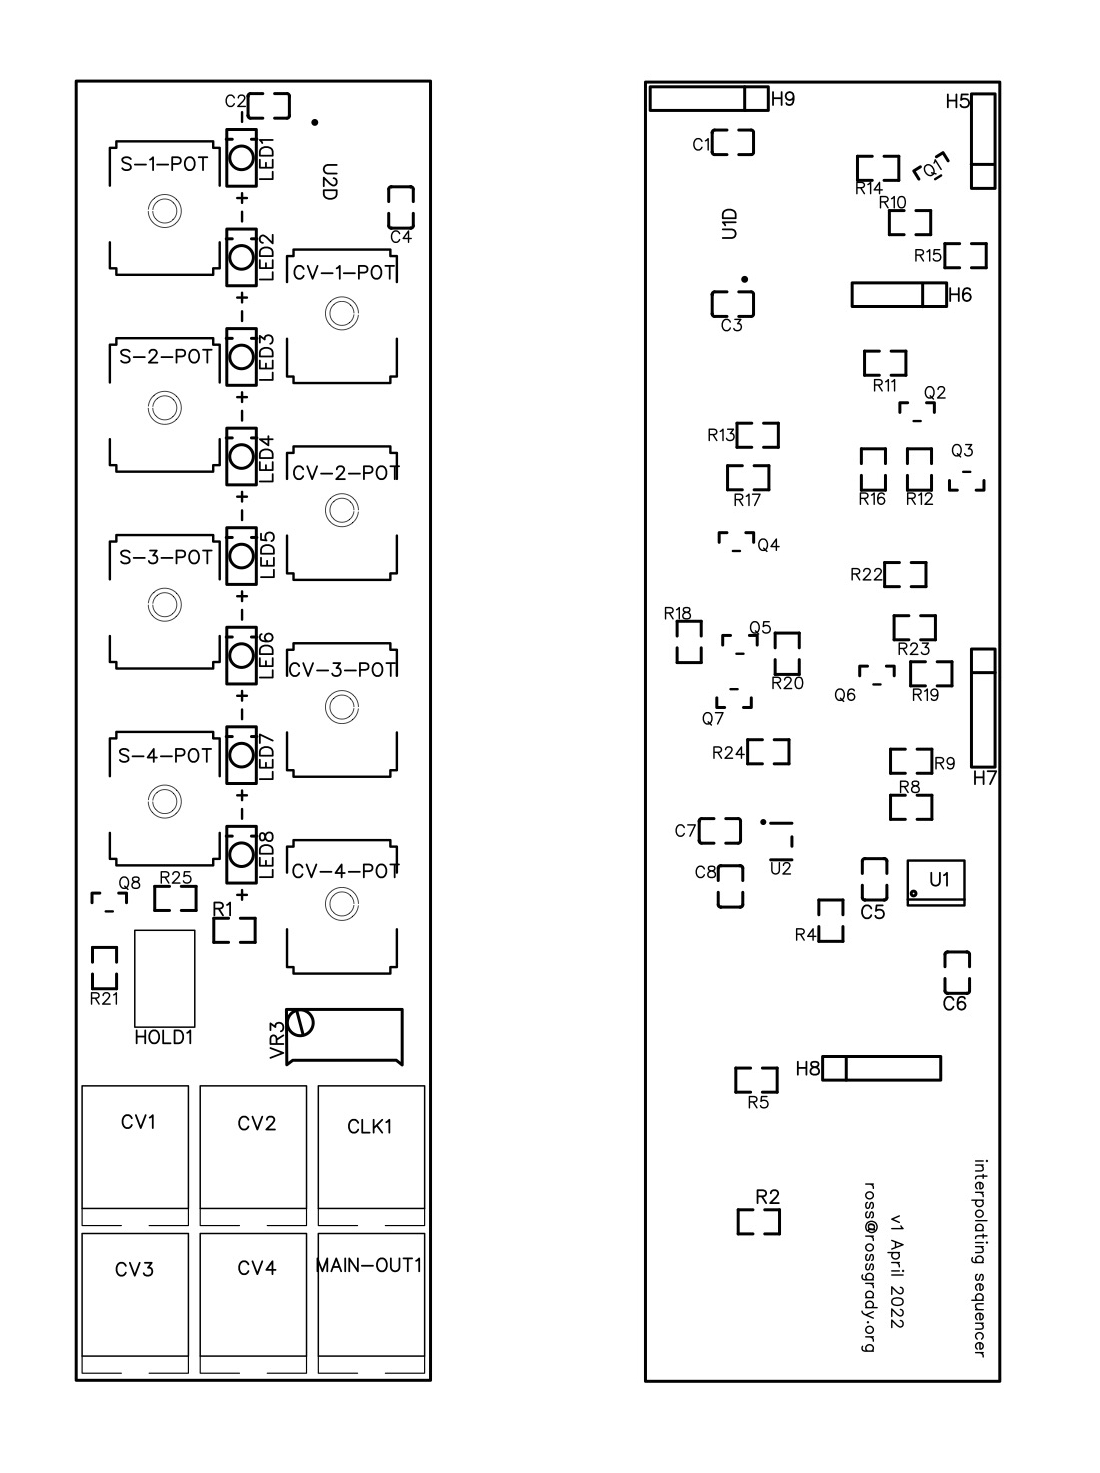 C2
LED1
S-1-POT
U2D
C4
LED2
CV-1-POT
LED3
S-2-POT
LED4
CV-2-POT
LED5
S-3-POT
LED6
CV-3-POT
LED7
S-4-POT
LED8
CV-4-POT
Q8
R25
R1
R21
HOLD1
VR3
CV1
CV2
CLK1
CV3
CV4
MAIN-OUT1
H9
H5
C1
Q1
R14
R10
U1D
R15
H6
C3
R11
Q2
R13
Q3
R17
R16
R12
Q4
R22
R18
Q5
R23
R20
Q6
R19
Q7
R24
R9
H7
R8
C7
U2
C8
U1
C5
R4
C6
H8
R5
R2
interpolating sequencer
v1 April 2022
ross@rossgrady.org